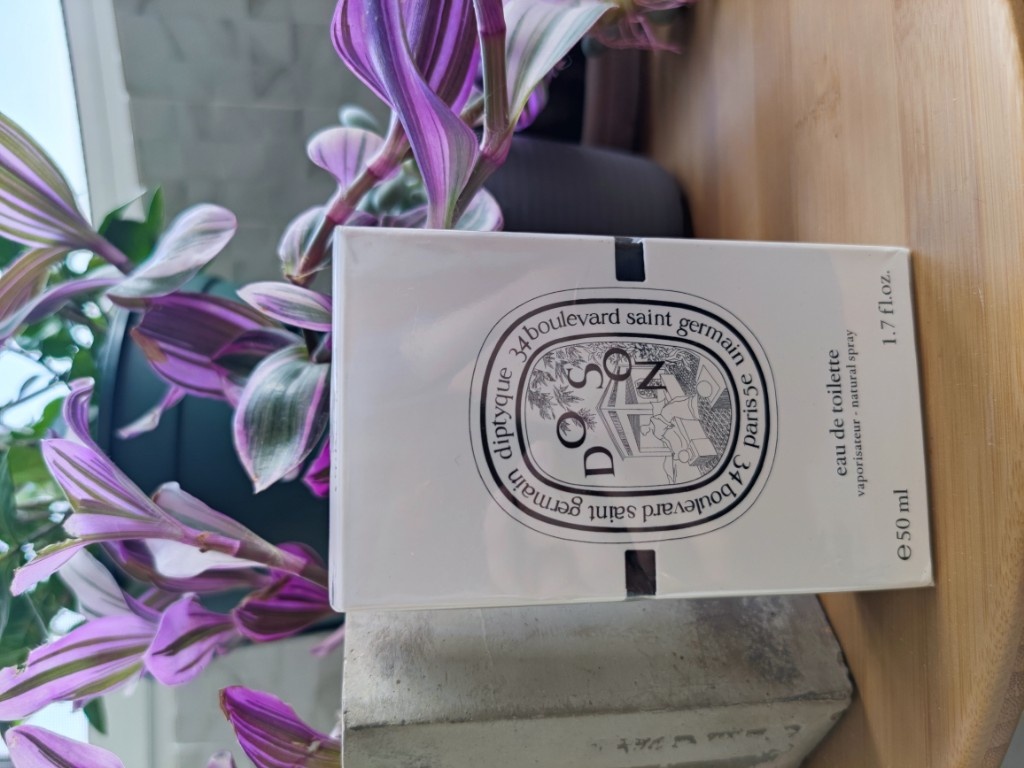 34 boulevard saint germain paris 5e 34 boulevard saint germain diptyque
DO SON
eau de toilette
vaporisateur - natural spray
℮ 50 ml 1.7 fl.oz.